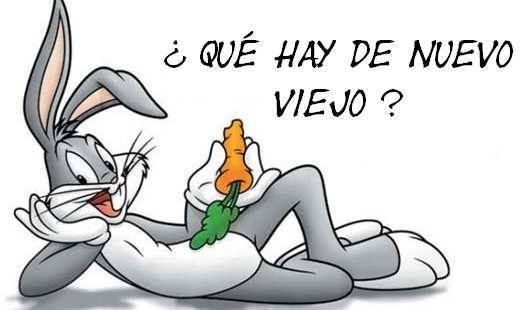 ¿ QUÉ HAY DE NUEVO
VIEJO ?